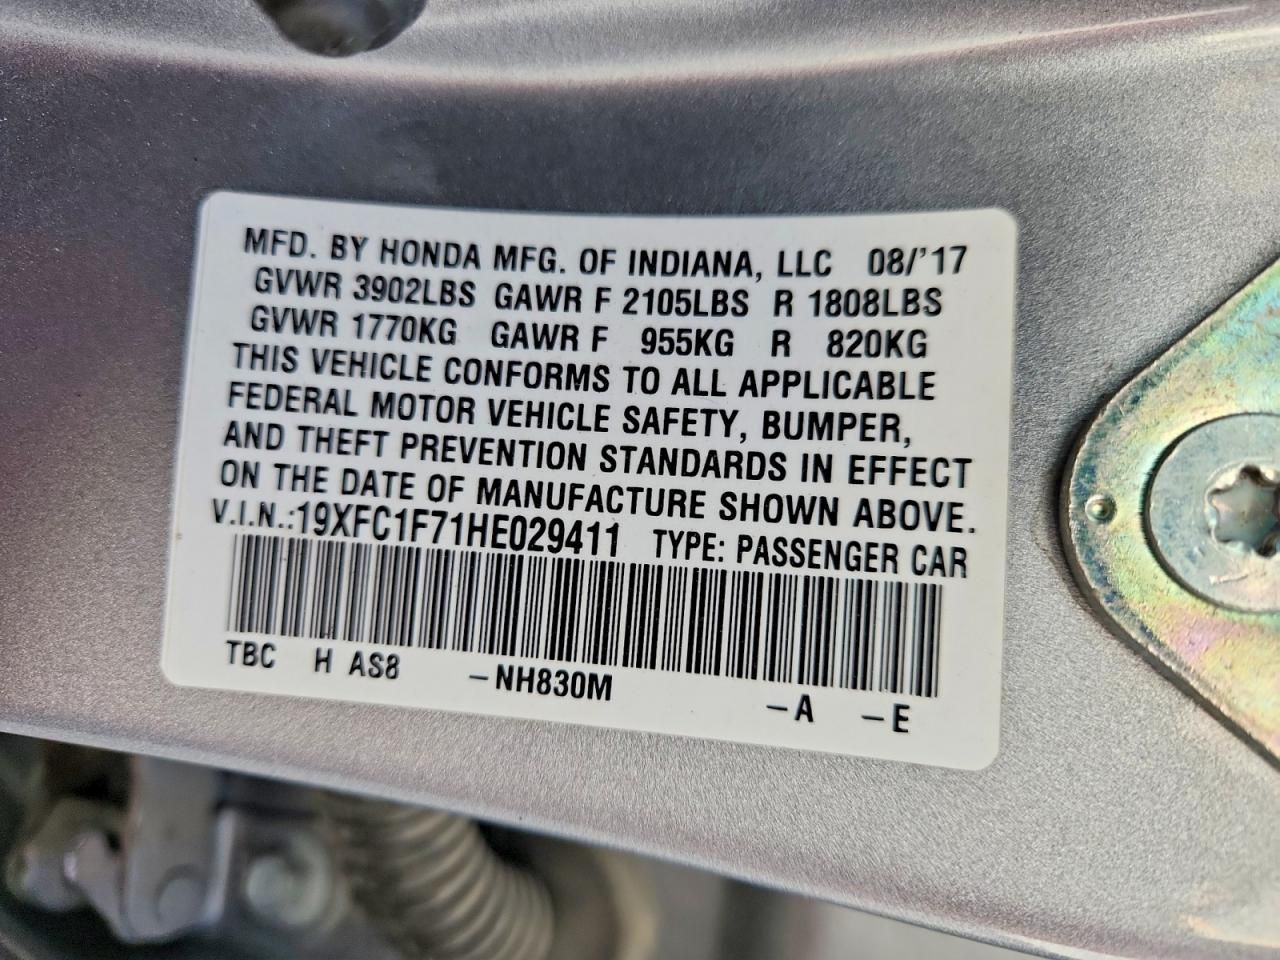 MFD. BY HONDA MFG. OF INDIANA, LLC 08/'17
GVWR 3902LBS GAWR F 2105LBS R 1808LBS
GVWR 1770KG GAWR F 955KG R 820KG
THIS VEHICLE CONFORMS TO ALL APPLICABLE
FEDERAL MOTOR VEHICLE SAFETY, BUMPER,
AND THEFT PREVENTION STANDARDS IN EFFECT
ON THE DATE OF MANUFACTURE SHOWN ABOVE.
V.I.N.:19XFC1F71HE029411 TYPE: PASSENGER CAR
TBC H AS8 -NH830M -A -E